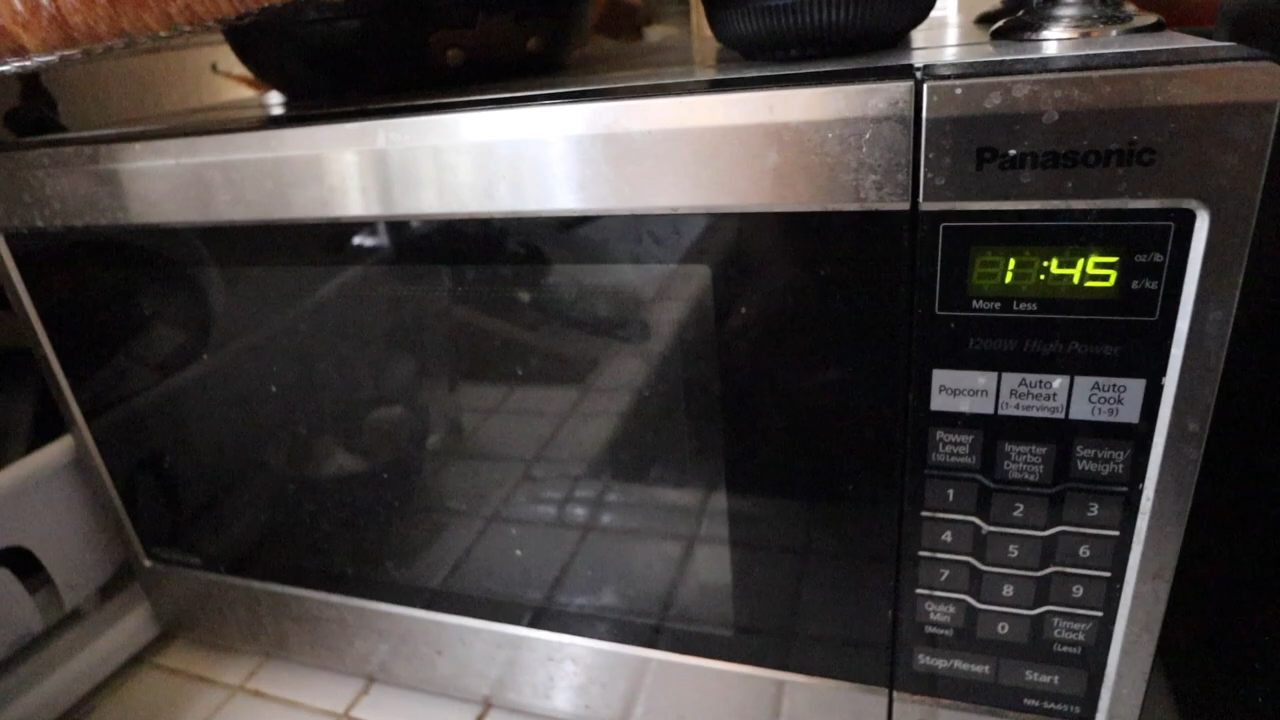 Panasonic
1:45
oz/lb
g/kg
More Less
1200W High Power
Popcorn
Auto
Reheat
(1-4 servings)
Auto
Cook
(1-9)
Power
Level
(10 Levels)
Inverter
Turbo
Defrost
(lb/kg)
Serving/
Weight
1 2 3
4 5 6
7 8 9
Quick
Min
(More)
0
Timer/
Clock
(Less)
Stop/Reset Start
NN-SA651S